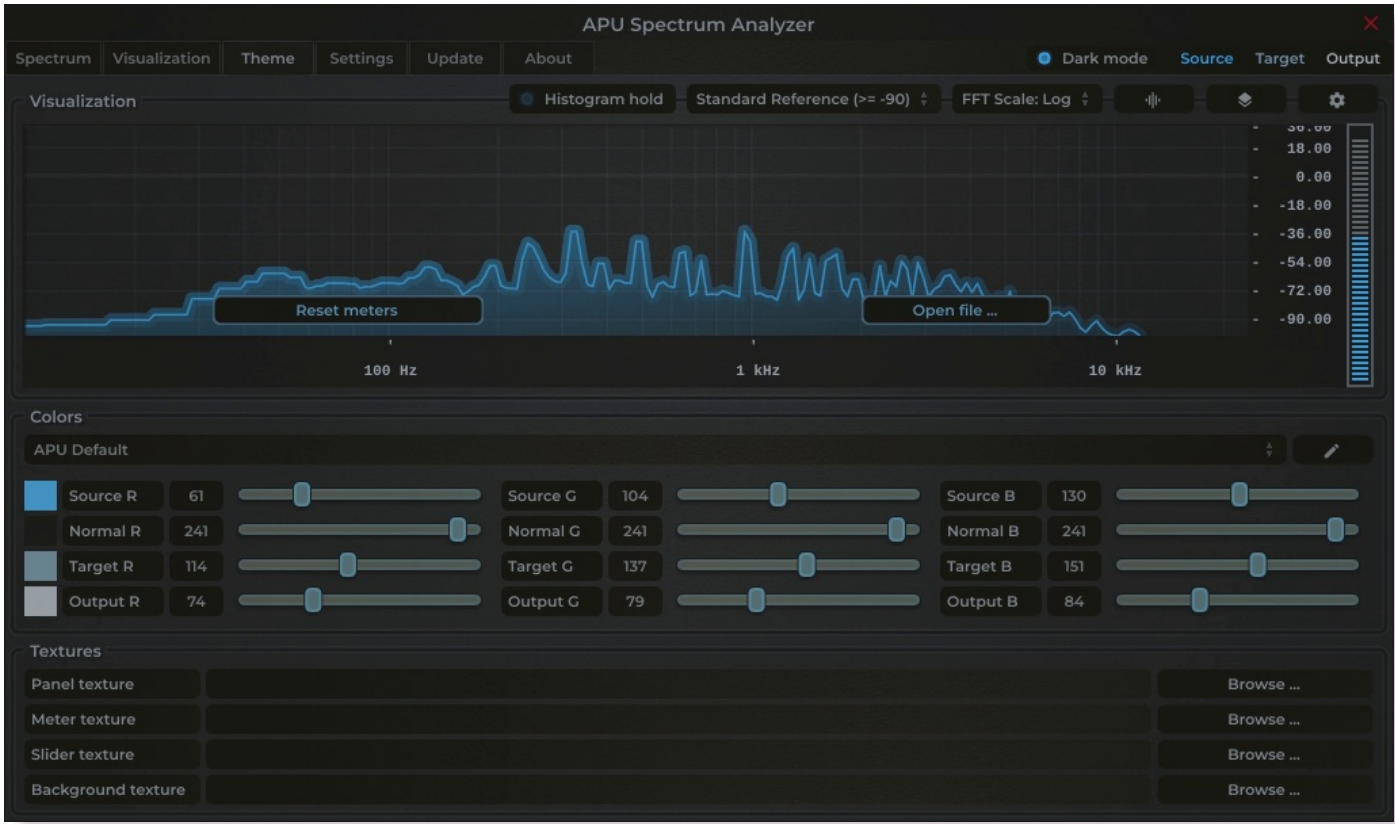 APU Spectrum Analyzer
Spectrum Visualization Theme Settings Update About Dark mode Source Target Output
Visualization Histogram hold Standard Reference (>= -90) FFT Scale: Log
36.00
18.00
0.00
-18.00
-36.00
-54.00
-72.00
-90.00
Reset meters Open file ...
100 Hz 1 kHz 10 kHz
Colors
APU Default
Source R 61 Source G 104 Source B 130
Normal R 241 Normal G 241 Normal B 241
Target R 114 Target G 137 Target B 151
Output R 74 Output G 79 Output B 84
Textures
Panel texture Browse ...
Meter texture Browse ...
Slider texture Browse ...
Background texture Browse ...